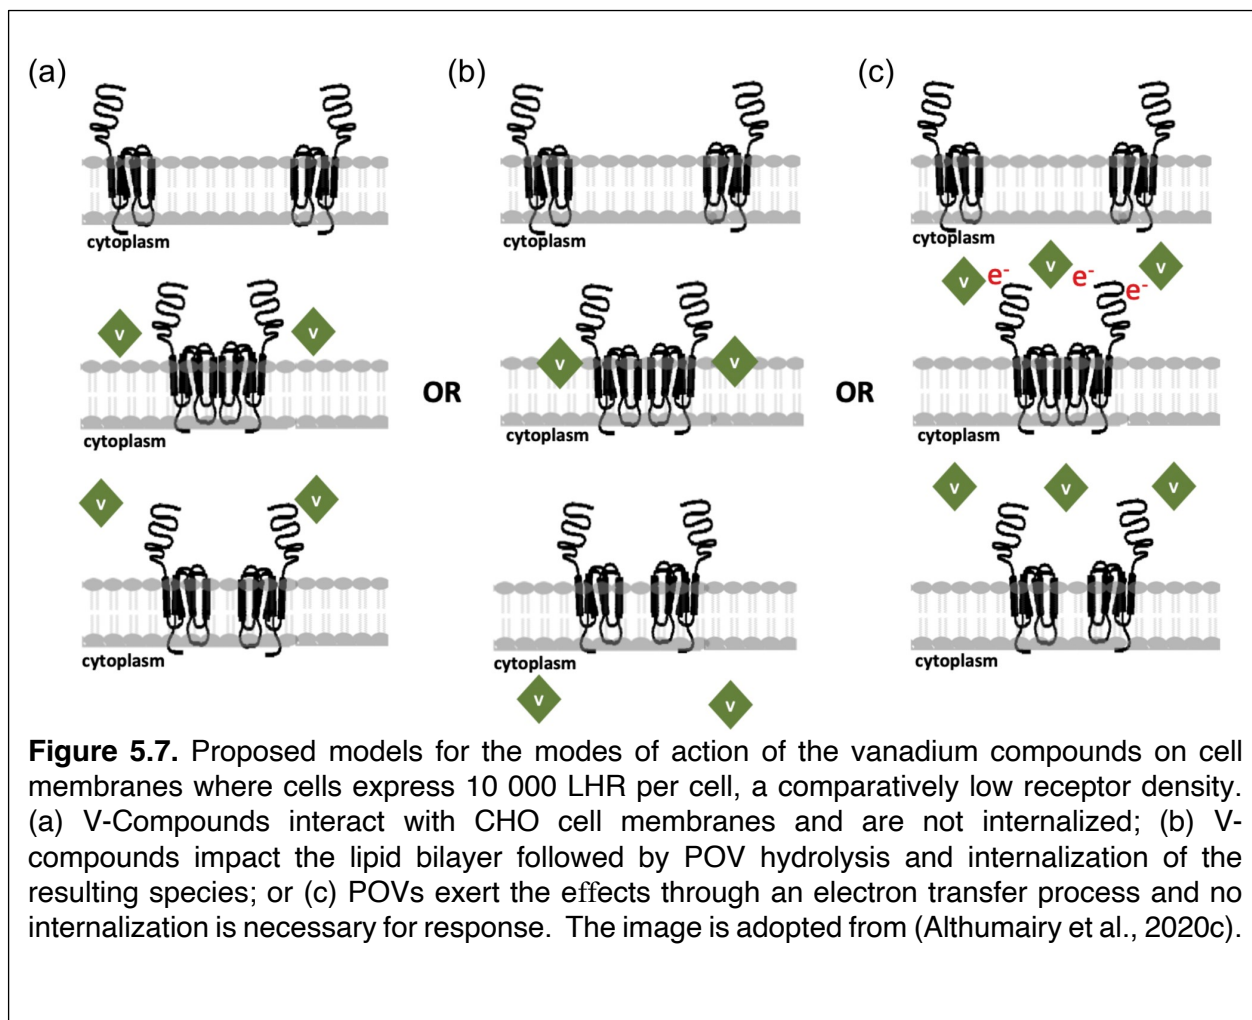 (a)
(b)
(c)
cytoplasm
cytoplasm
cytoplasm
V
e-
V
e-
V
e-
V
V
OR
V
V
OR
cytoplasm
cytoplasm
cytoplasm
V
V
V
V
V
cytoplasm
cytoplasm
cytoplasm
V
V
Figure 5.7. Proposed models for the modes of action of the vanadium compounds on cell
membranes where cells express 10 000 LHR per cell, a comparatively low receptor density.
(a) V-Compounds interact with CHO cell membranes and are not internalized; (b) V-
compounds impact the lipid bilayer followed by POV hydrolysis and internalization of the
resulting species; or (c) POVs exert the effects through an electron transfer process and no
internalization is necessary for response. The image is adopted from (Althumairy et al., 2020c).